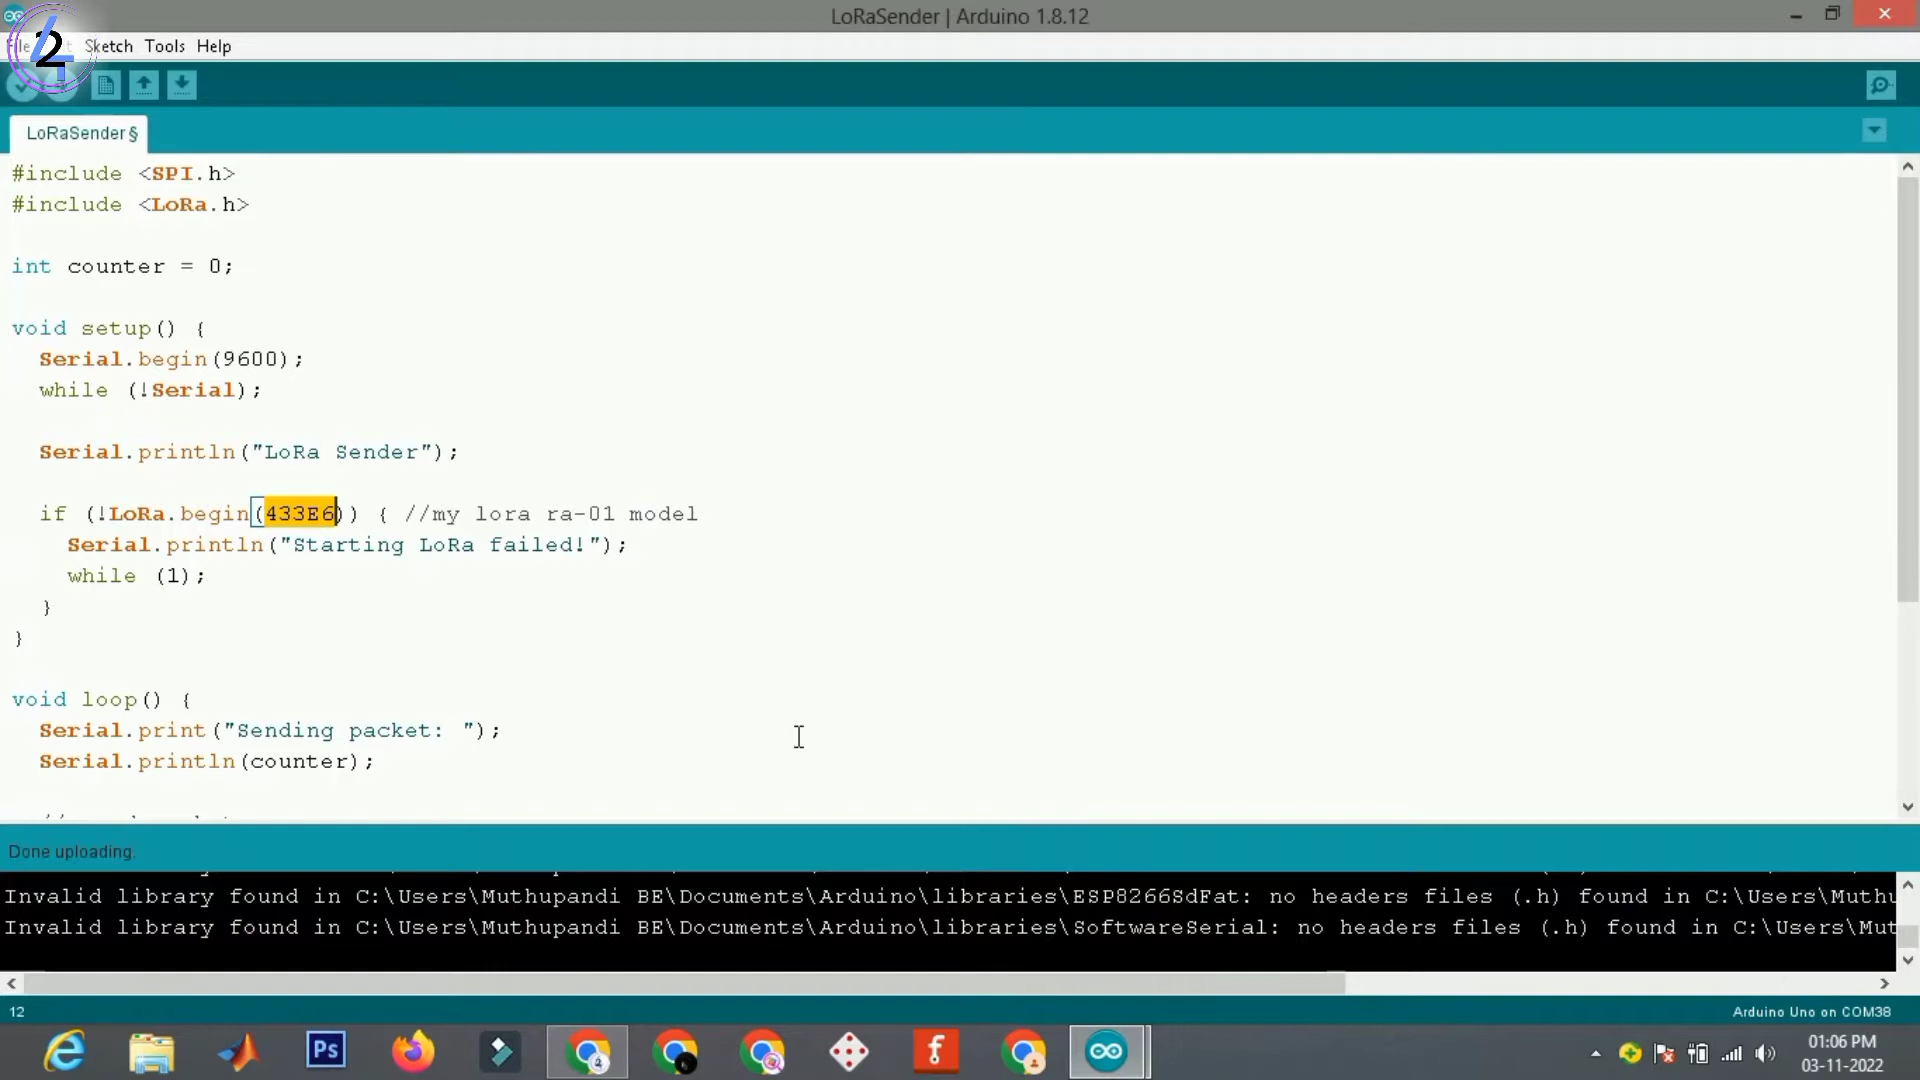 LoRaSender | Arduino 1.8.12
Sketch Tools Help
LoRaSender §
#include <SPI.h>
#include <LoRa.h>
int counter = 0;
void setup() {
Serial.begin(9600);
while (!Serial);
Serial.println("LoRa Sender");
if (!LoRa.begin(433E6)) { //my lora ra-01 model
Serial.println("Starting LoRa failed!");
while (1);
}
}
void loop() {
Serial.print("Sending packet: ");
Serial.println(counter);
Done uploading.
Invalid library found in C:\Users\Muthupandi BE\Documents\Arduino\libraries\ESP8266SdFat: no headers files (.h) found in C:\Users\Muthu
Invalid library found in C:\Users\Muthupandi BE\Documents\Arduino\libraries\SoftwareSerial: no headers files (.h) found in C:\Users\Mut
12
Arduino Uno on COM38
Ps
01:06 PM
03-11-2022